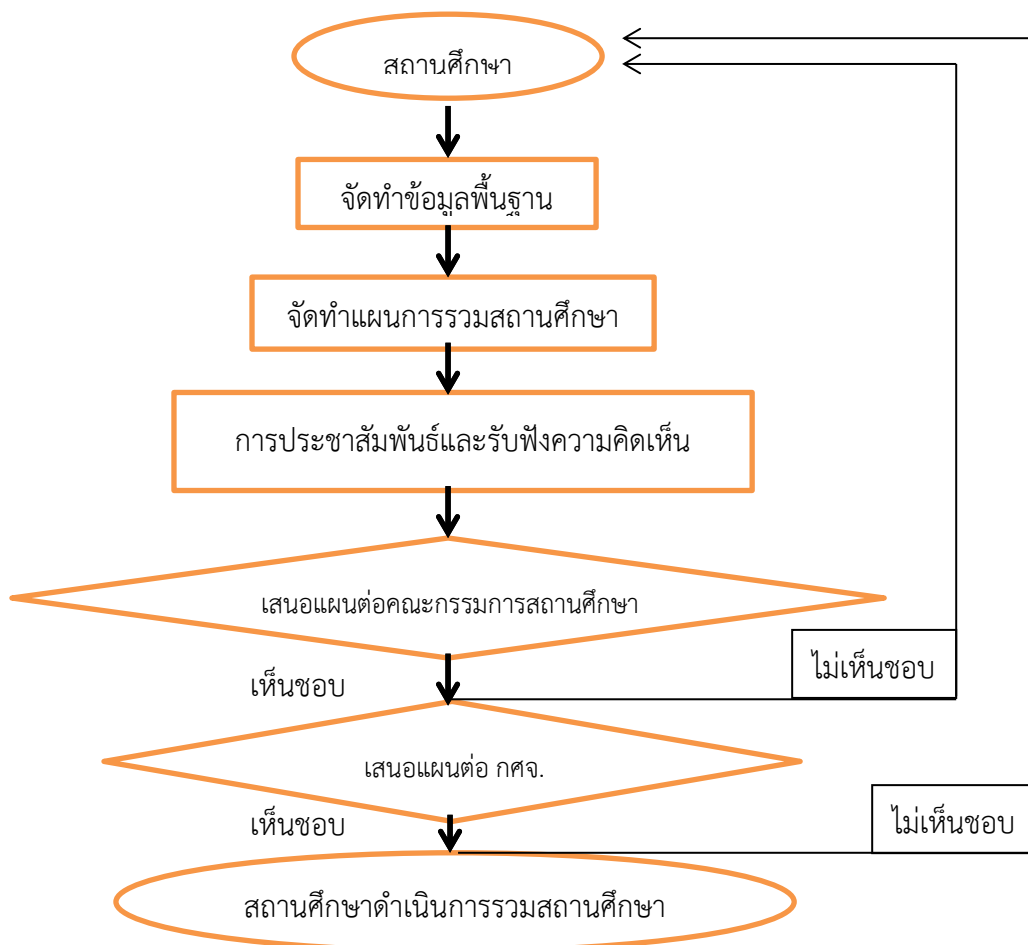 สถานศึกษา
จัดทำข้อมูลพื้นฐาน
จัดทำแผนการรวมสถานศึกษา
การประชาสัมพันธ์และรับฟังความคิดเห็น
เสนอแผนต่อคณะกรรมการสถานศึกษา
ไม่เห็นชอบ
เห็นชอบ
เสนอแผนต่อ กศจ.
ไม่เห็นชอบ
เห็นชอบ
สถานศึกษาดำเนินการรวมสถานศึกษา